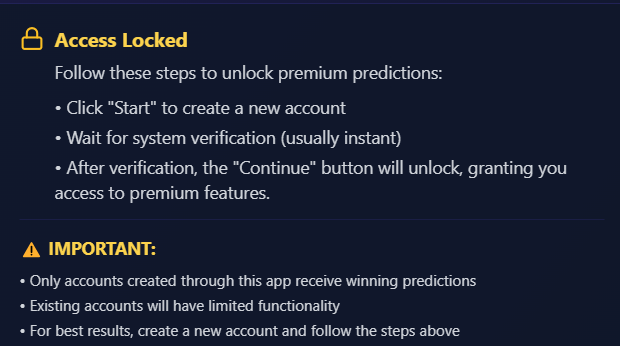 Access Locked
Follow these steps to unlock premium predictions:
• Click "Start" to create a new account
• Wait for system verification (usually instant)
• After verification, the "Continue" button will unlock, granting you
access to premium features.
IMPORTANT:
• Only accounts created through this app receive winning predictions
• Existing accounts will have limited functionality
• For best results, create a new account and follow the steps above